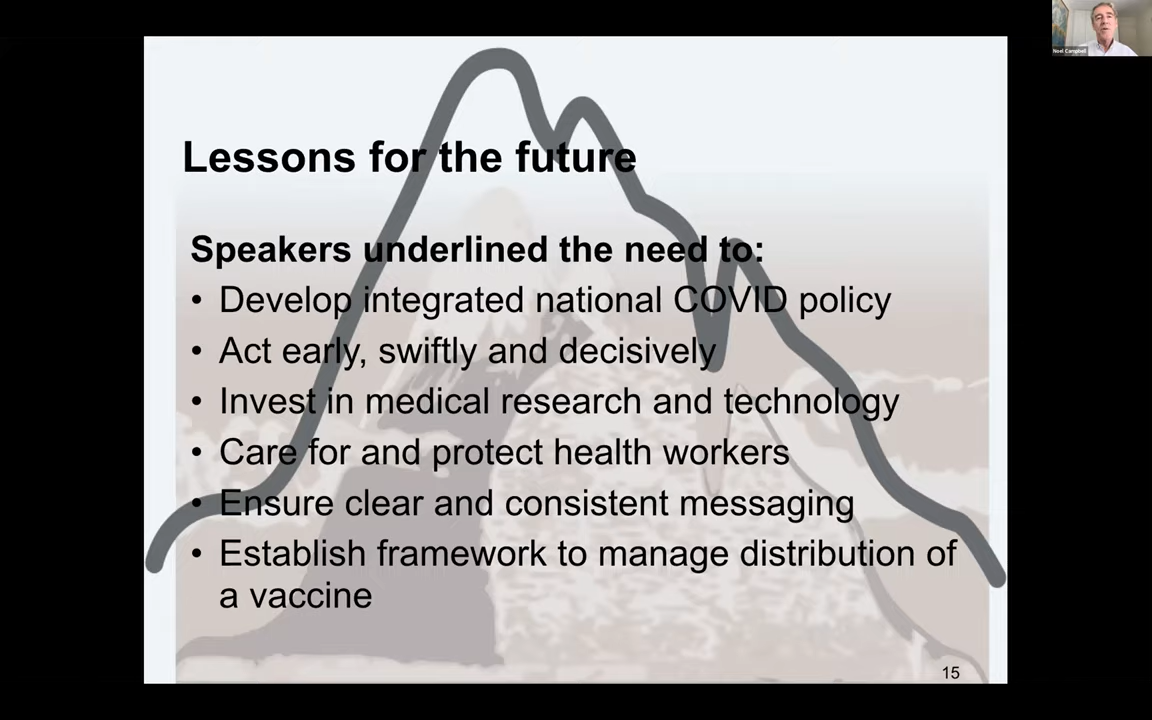 Noel Campbell
Lessons for the future
Speakers underlined the need to:
• Develop integrated national COVID policy
• Act early, swiftly and decisively
• Invest in medical research and technology
• Care for and protect health workers
• Ensure clear and consistent messaging
• Establish framework to manage distribution of
a vaccine
15